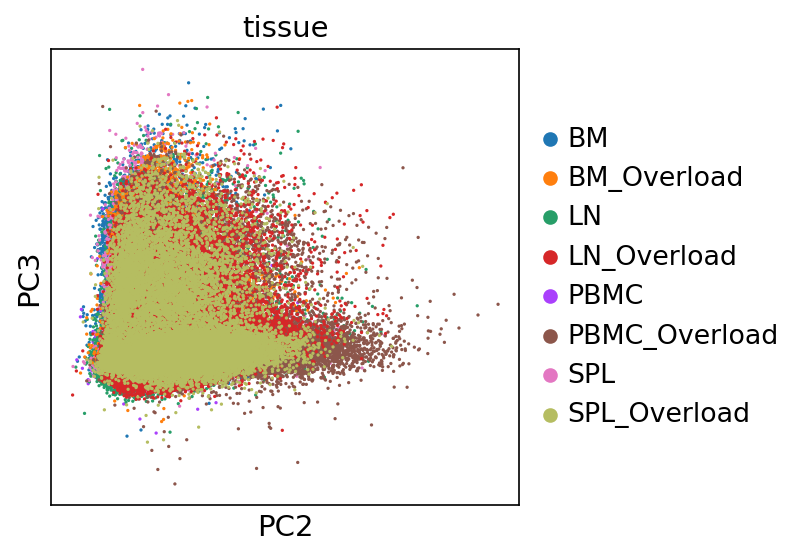 tissue
PC3
PC2
BM
BM_Overload
LN
LN_Overload
PBMC
PBMC_Overload
SPL
SPL_Overload